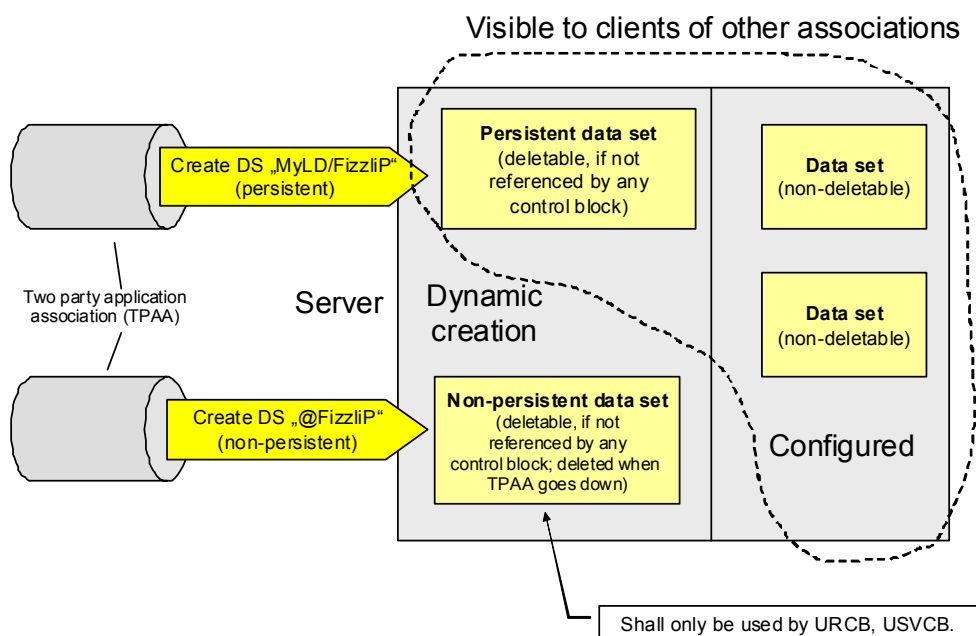 Visible to clients of other associations
Create DS „MyLD/FizzliP“
(persistent)
Persistent data set
(deletable, if not
referenced by any
control block)
Data set
(non-deletable)
Two party application
association (TPAA)
Server
Dynamic
creation
Data set
(non-deletable)
Create DS „@FizzliP“
(non-persistent)
Non-persistent data set
(deletable, if not
referenced by any
control block; deleted when
TPAA goes down)
Configured
Shall only be used by URCB, USVCB.